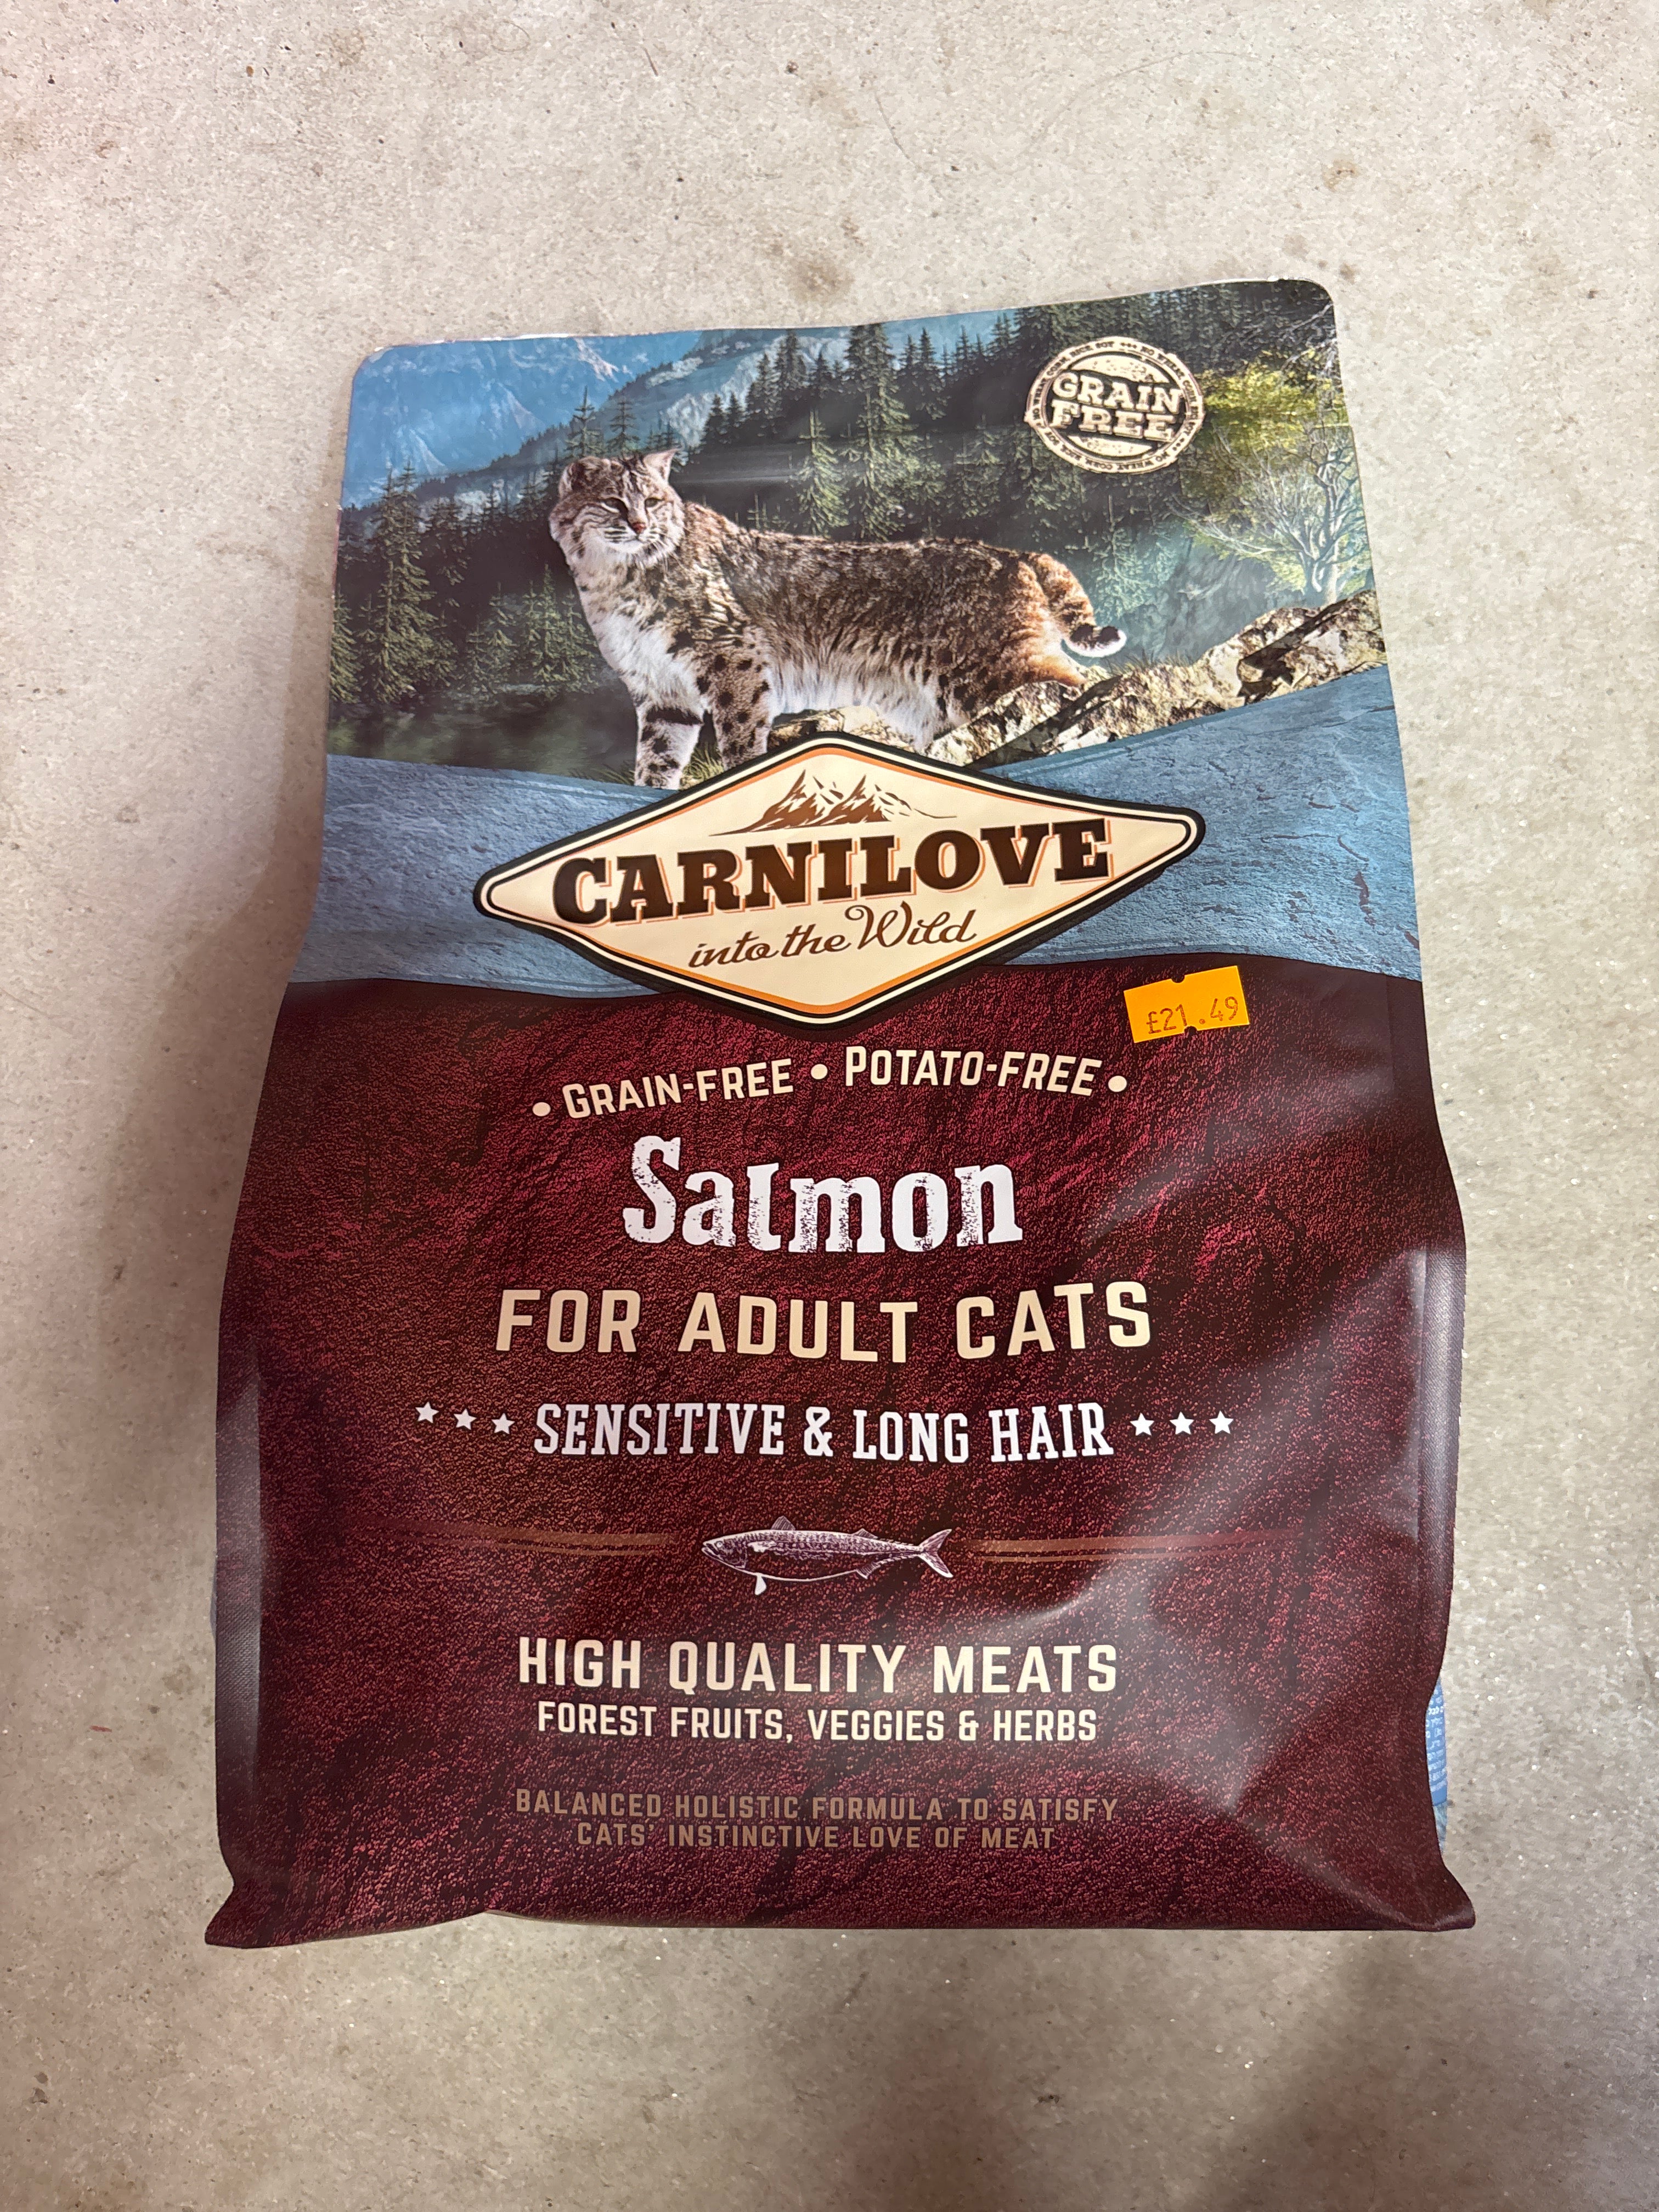 GRAIN
FREE
CARNILOVE
into the Wild
£21.49
• GRAIN-FREE • POTATO-FREE •
Salmon
FOR ADULT CATS
SENSITIVE & LONG HAIR
HIGH QUALITY MEATS
FOREST FRUITS, VEGGIES & HERBS
BALANCED HOLISTIC FORMULA TO SATISFY
CATS' INSTINCTIVE LOVE OF MEAT